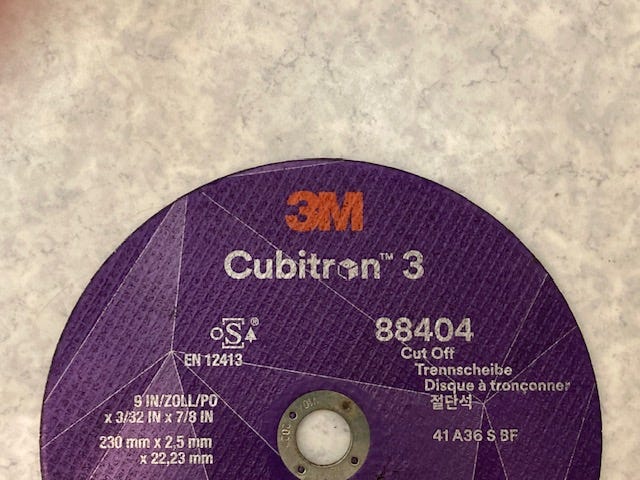 3M
Cubitron™ 3
oSA®
EN 12413
88404
Cut Off
Trennscheibe
Disque à tronçonner
절단석
9 IN/ZOLL/PO
x 3/32 IN x 7/8 IN
230 mm x 2.5 mm
x 22,23 mm
41 A36 S BF